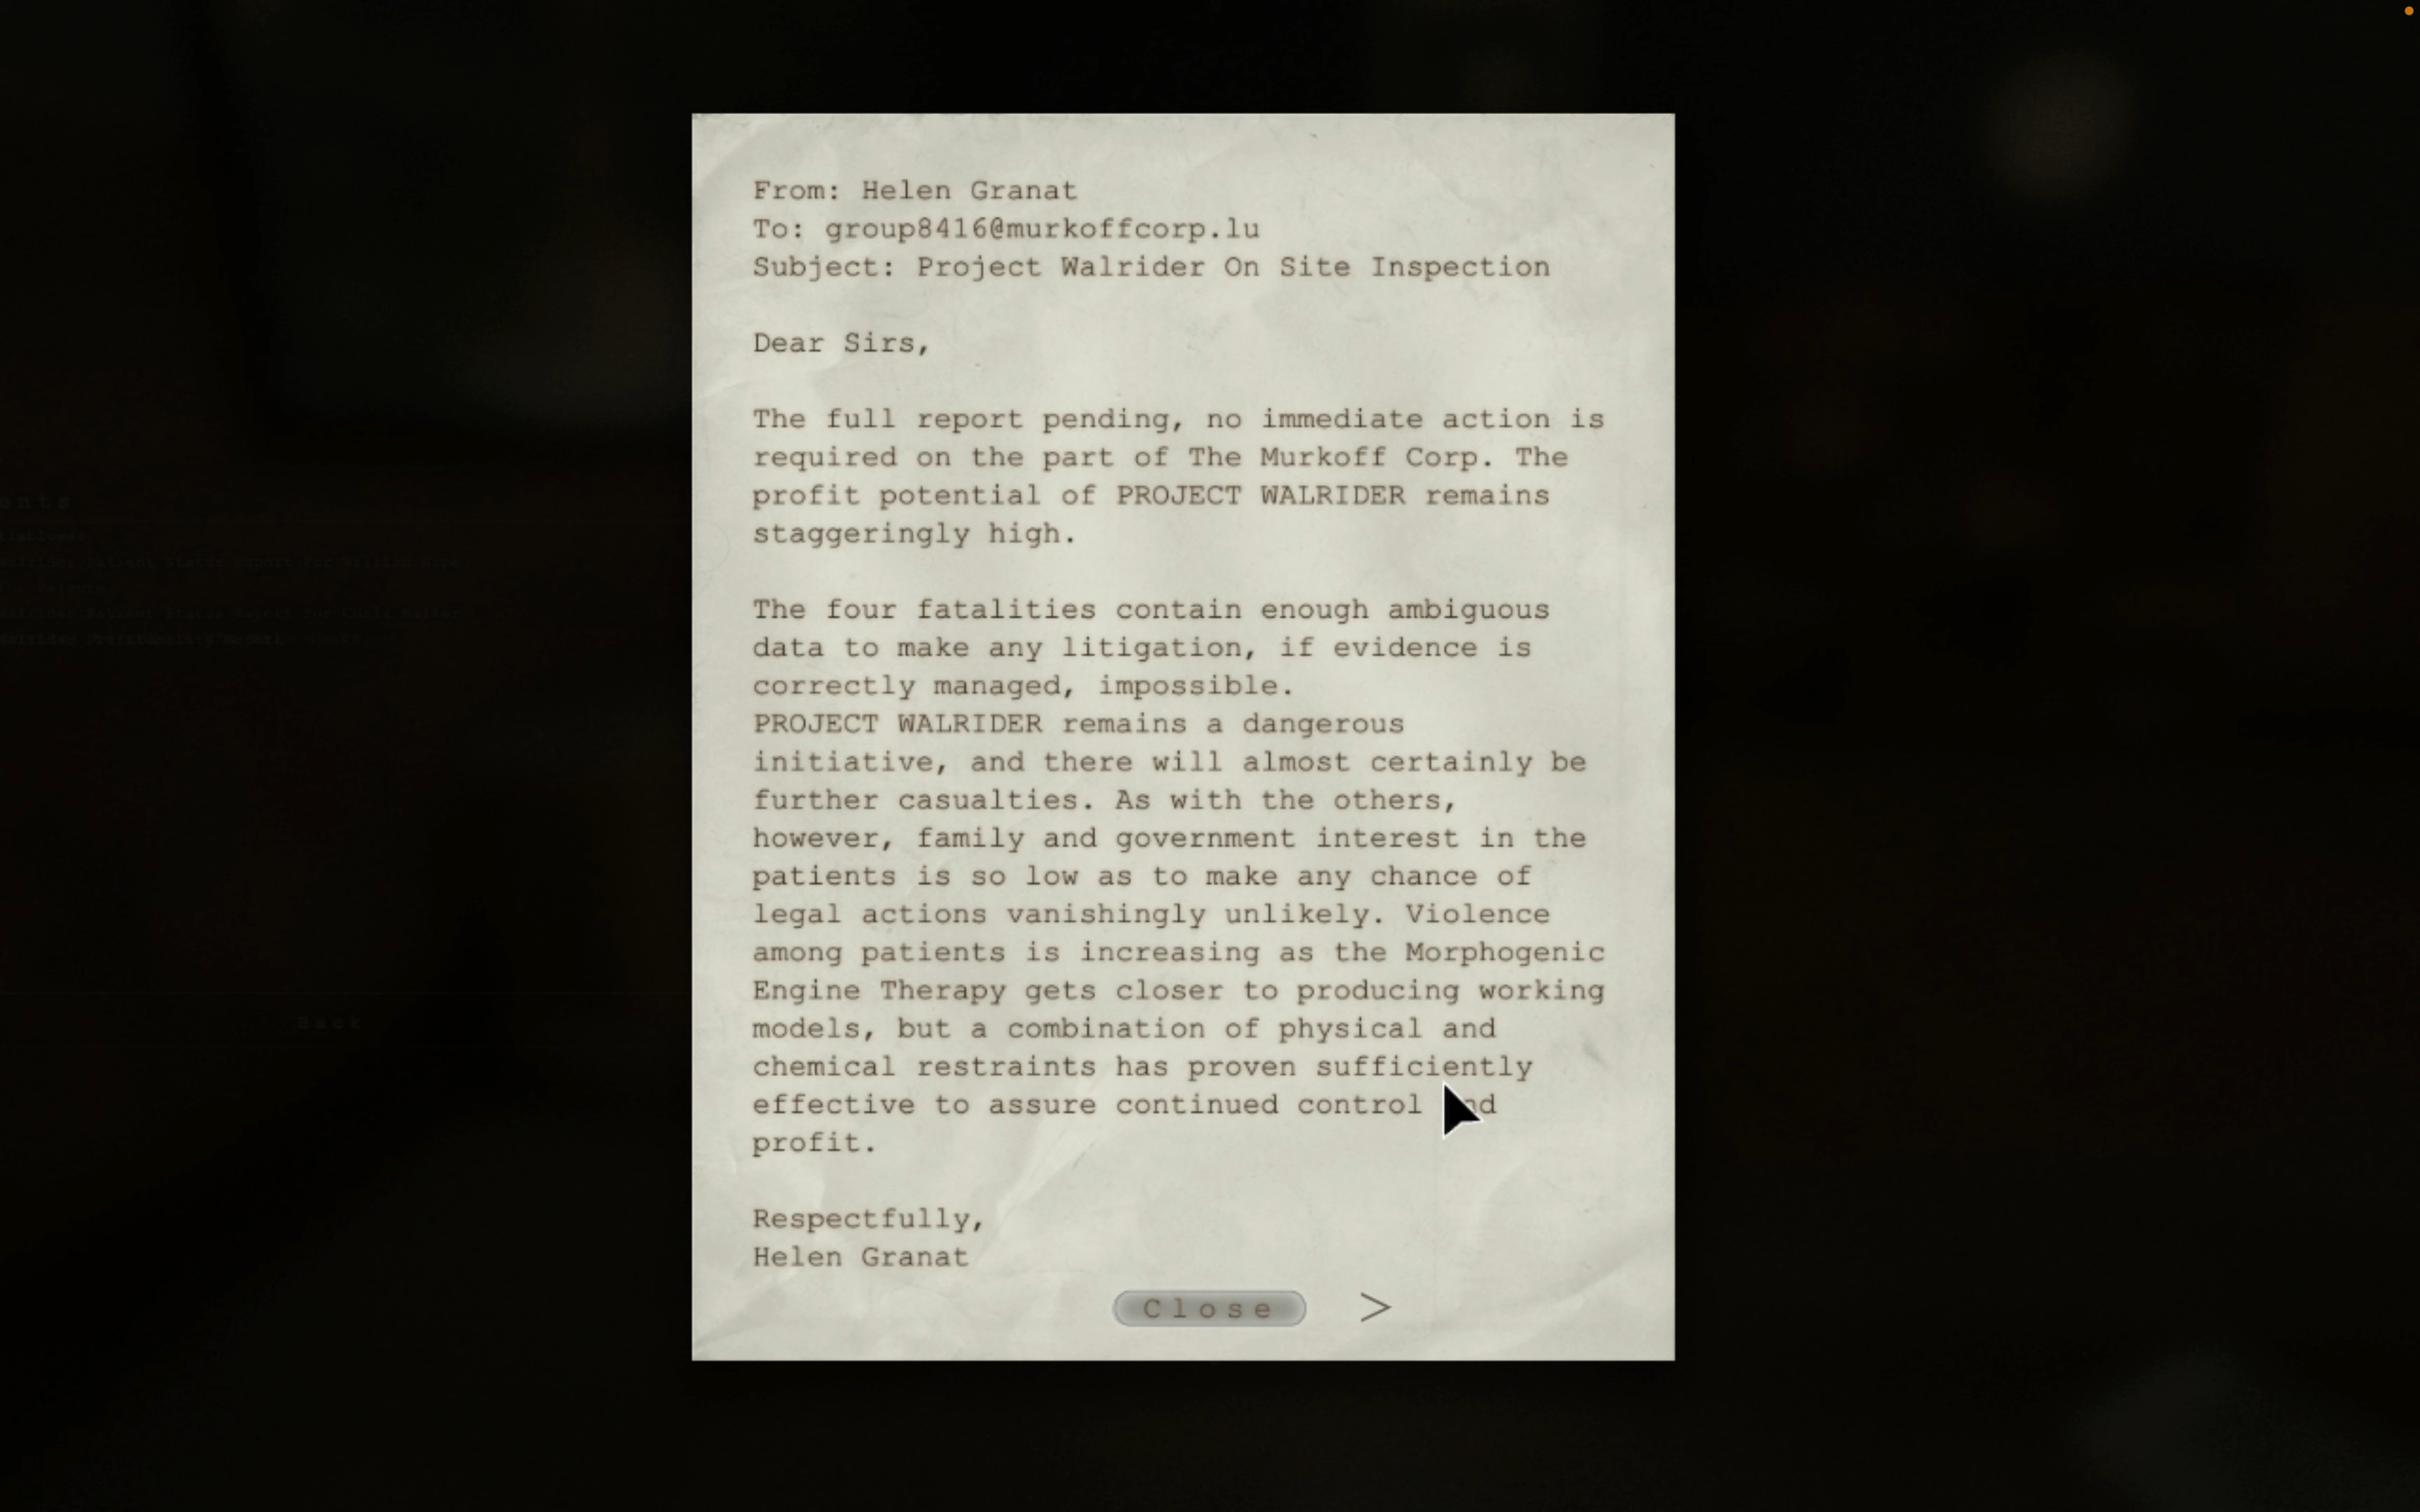 From: Helen Granat
To: group8416@murkoffcorp.lu
Subject: Project Walrider On Site Inspection
Dear Sirs,
The full report pending, no immediate action is
required on the part of The Murkoff Corp. The
profit potential of PROJECT WALRIDER remains
staggeringly high.
The four fatalities contain enough ambiguous
data to make any litigation, if evidence is
correctly managed, impossible.
PROJECT WALRIDER remains a dangerous
initiative, and there will almost certainly be
further casualties. As with the others,
however, family and government interest in the
patients is so low as to make any chance of
legal actions vanishingly unlikely. Violence
among patients is increasing as the Morphogenic
Engine Therapy gets closer to producing working
models, but a combination of physical and
chemical restraints has proven sufficiently
effective to assure continued control and
profit.
Respectfully,
Helen Granat
Close >
Back